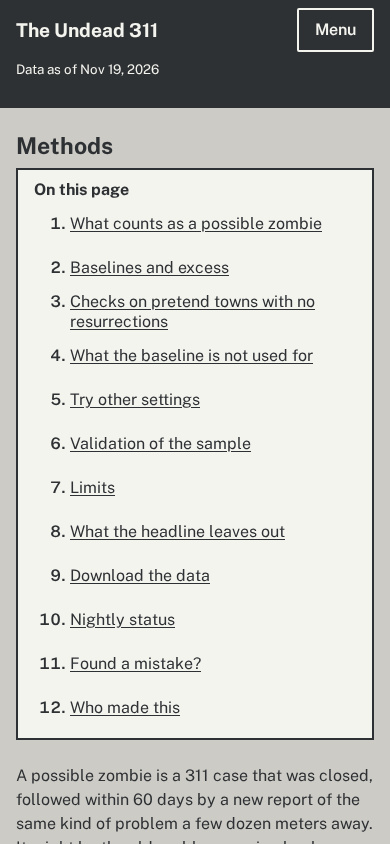 The Undead 311
Menu
Data as of Nov 19, 2026
Methods
On this page
1. What counts as a possible zombie
2. Baselines and excess
3. Checks on pretend towns with no
resurrections
4. What the baseline is not used for
5. Try other settings
6. Validation of the sample
7. Limits
8. What the headline leaves out
9. Download the data
10. Nightly status
11. Found a mistake?
12. Who made this
A possible zombie is a 311 case that was closed,
followed within 60 days by a new report of the
same kind of problem a few dozen meters away.